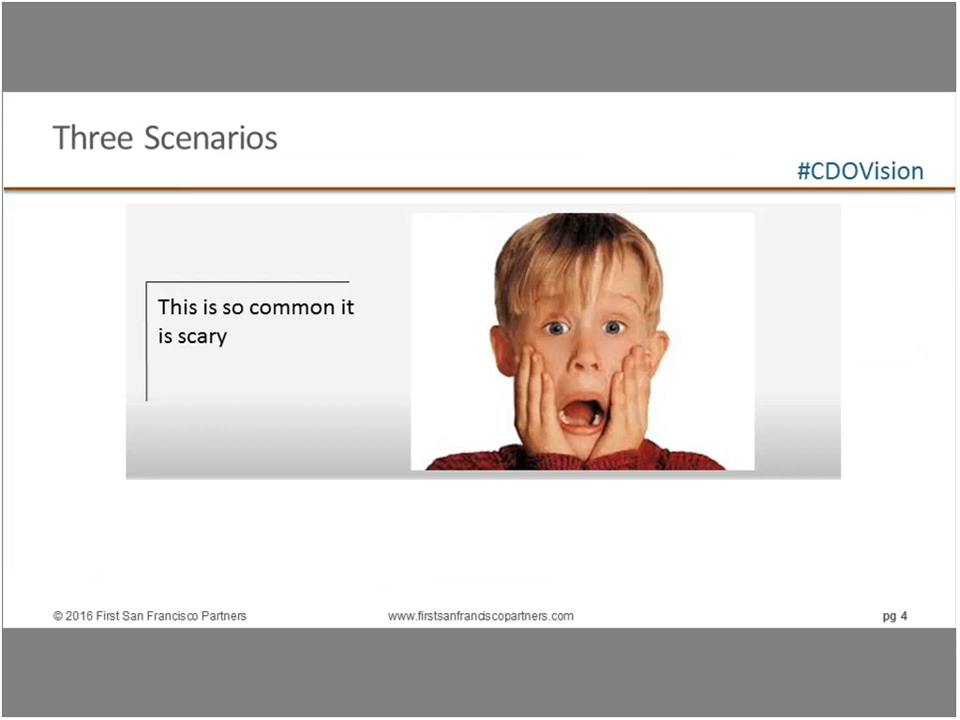 Three Scenarios
#CDOVision
This is so common it
is scary
© 2016 First San Francisco Partners
www.firstsanfranciscopartners.com
pg 4